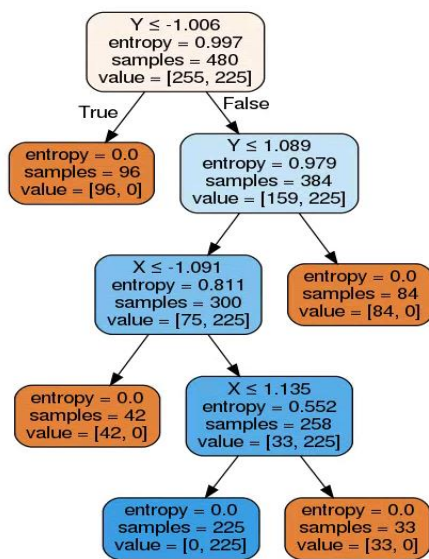 Y ≤ -1.006
entropy = 0.997
samples = 480
value = [255, 225]
True
False
entropy = 0.0
samples = 96
value = [96, 0]
Y ≤ 1.089
entropy = 0.979
samples = 384
value = [159, 225]
X ≤ -1.091
entropy = 0.811
samples = 300
value = [75, 225]
entropy = 0.0
samples = 84
value = [84, 0]
entropy = 0.0
samples = 42
value = [42, 0]
X ≤ 1.135
entropy = 0.552
samples = 258
value = [33, 225]
entropy = 0.0
samples = 225
value = [0, 225]
entropy = 0.0
samples = 33
value = [33, 0]